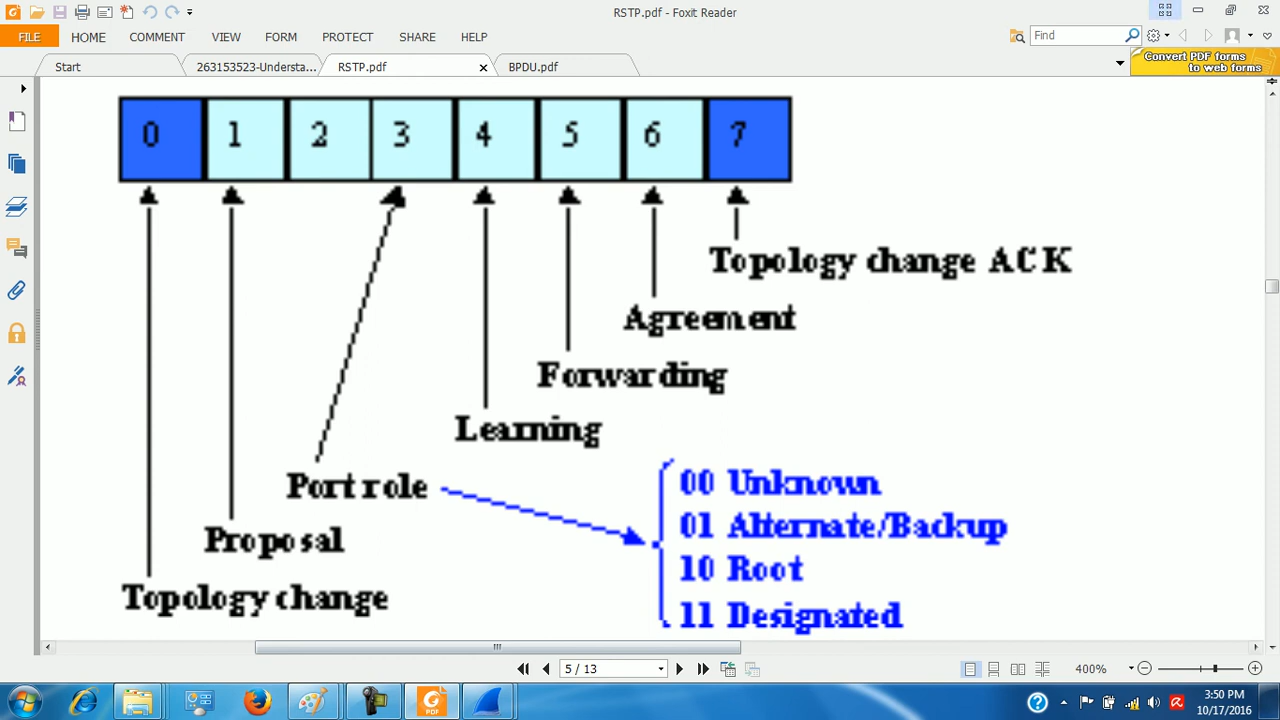 RSTP.pdf - Foxit Reader
FILE HOME COMMENT VIEW FORM PROTECT SHARE HELP
Find
Start 263153523-Understa... RSTP.pdf BPDU.pdf
Convert PDF forms
to web forms
0 1 2 3 4 5 6 7
Topology change ACK
Agreement
Forwarding
Learning
Port role
Proposal
Topology change
00 Unknown
01 Alternate/Backup
10 Root
11 Designated
5 / 13
400%
PDF
3:50 PM
10/17/2016